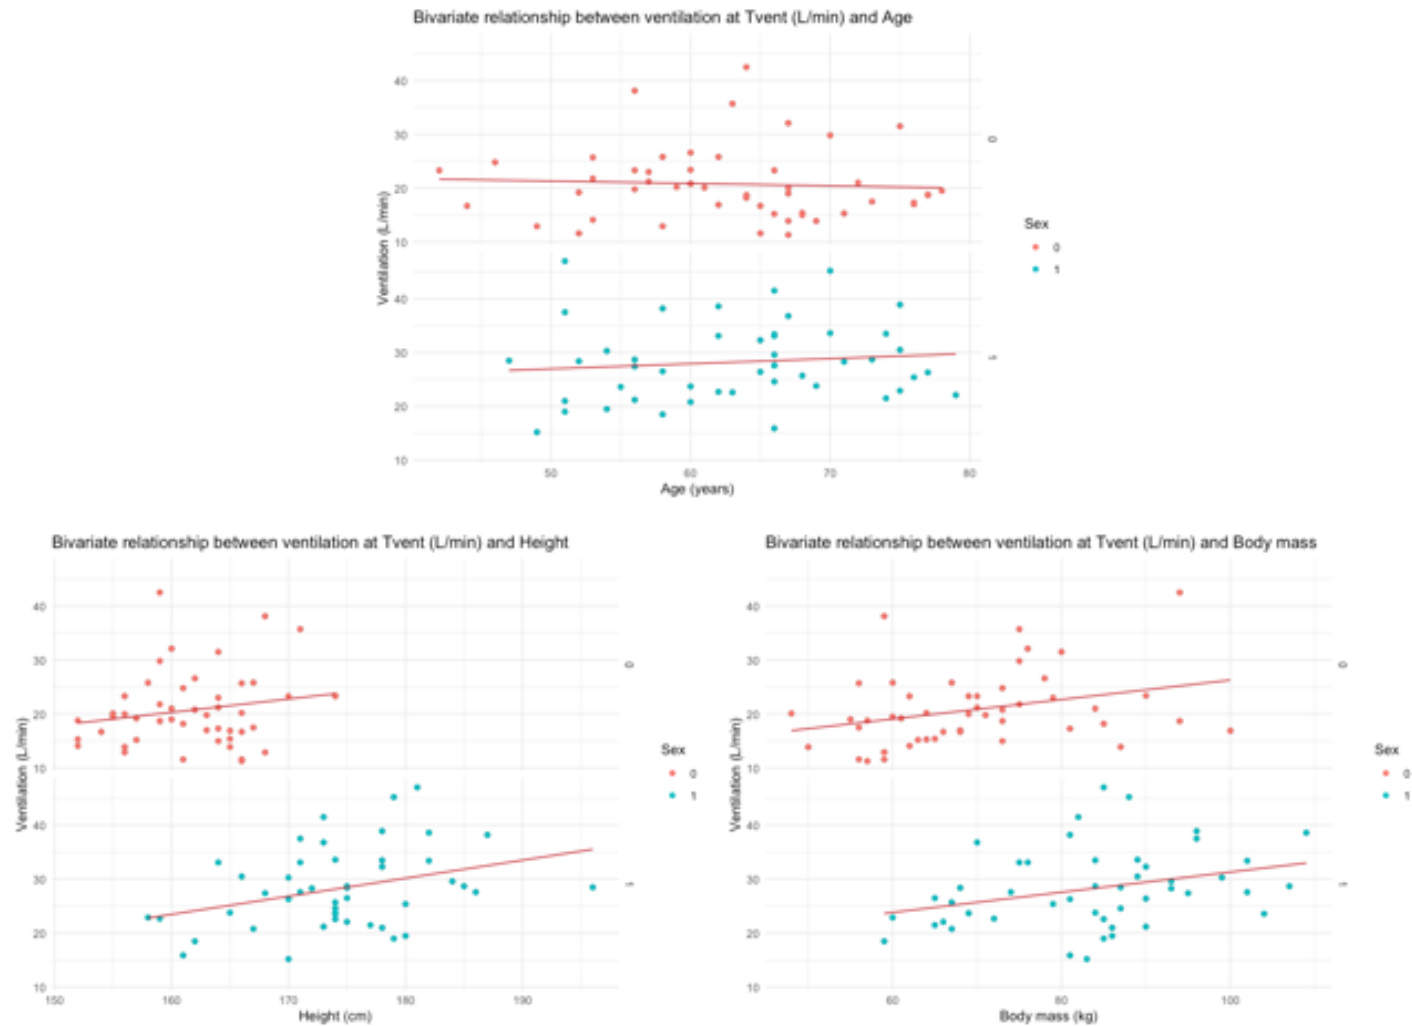 Bivariate relationship between ventilation at Tvent (L/min) and Age
40
30
20
10
0
40
30
20
10
1
Ventilation (L/min)
50 60 70 80
Age (years)
Sex
0
1
Bivariate relationship between ventilation at Tvent (L/min) and Height
40
30
20
10
0
40
30
20
10
1
Ventilation (L/min)
150 160 170 180 190
Height (cm)
Sex
0
1
Bivariate relationship between ventilation at Tvent (L/min) and Body mass
40
30
20
10
0
40
30
20
10
1
Ventilation (L/min)
60 80 100
Body mass (kg)
Sex
0
1